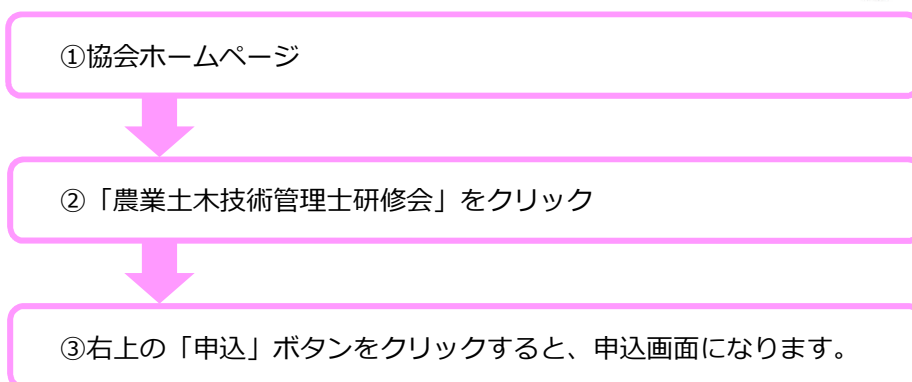 ①協会ホームページ
②「農業土木技術管理士研修会」をクリック
③右上の「申込」ボタンをクリックすると、申込画面になります。